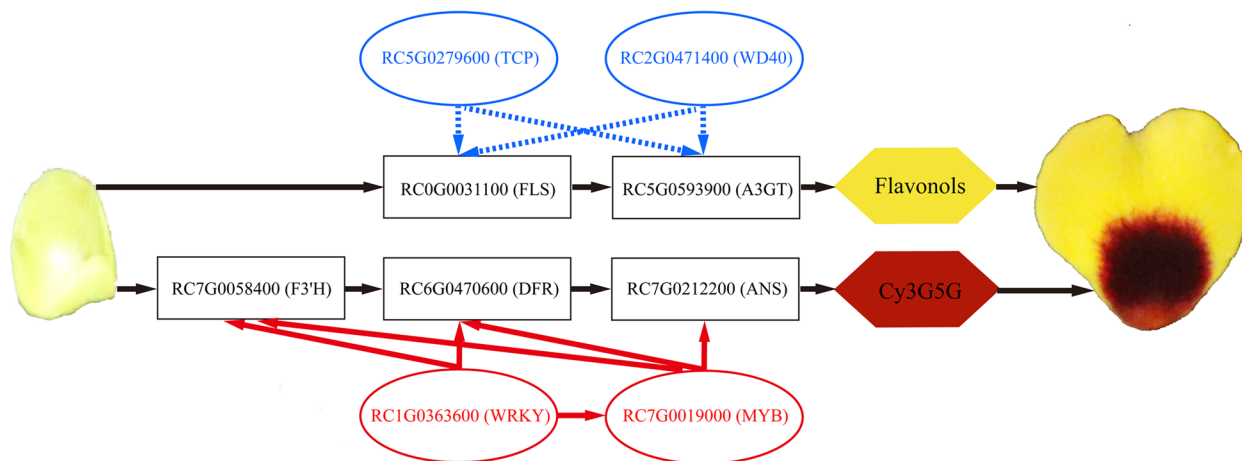 RC5G0279600 (TCP)
RC2G0471400 (WD40)
RC0G0031100 (FLS)
RC5G0593900 (A3GT)
Flavonols
RC7G0058400 (F3'H)
RC6G0470600 (DFR)
RC7G0212200 (ANS)
Cy3G5G
RC1G0363600 (WRKY)
RC7G0019000 (MYB)